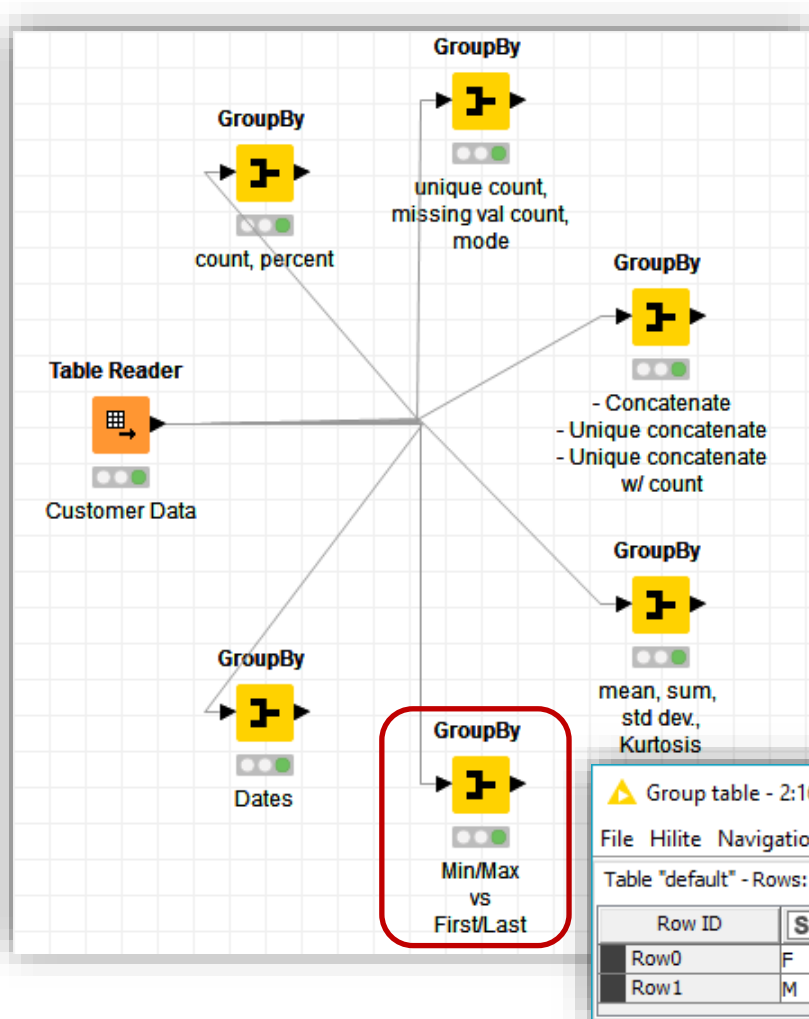 GroupBy
unique count,
missing val count,
mode
GroupBy
count, percent
GroupBy
- Concatenate
- Unique concatenate
- Unique concatenate
w/ count
Table Reader
Customer Data
GroupBy
mean, sum,
std dev.,
Kurtosis
GroupBy
Dates
GroupBy
Min/Max
vs
First/Last
Group table - 2:1
File Hilite Navigatio
Table "default" - Rows:
Row ID S
Row0 F
Row1 M